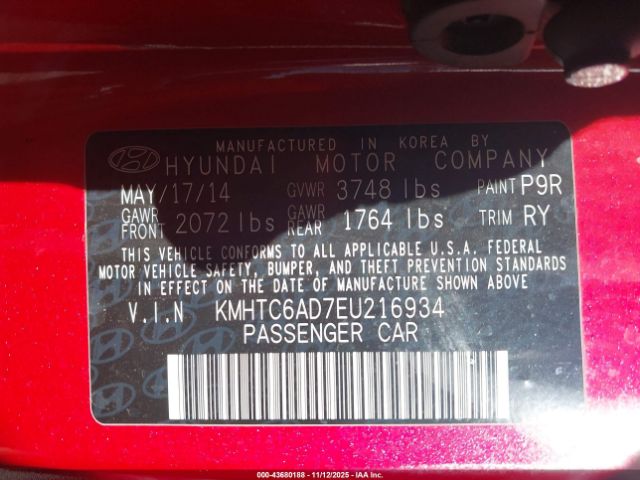 MANUFACTURED IN KOREA BY
HYUNDAI MOTOR COMPANY
MAY/17/14 GVWR 3748 lbs PAINT P9R
GAWR FRONT 2072 lbs GAWR REAR 1764 lbs TRIM RY
THIS VEHICLE CONFORMS TO ALL APPLICABLE U.S.A. FEDERAL
MOTOR VEHICLE SAFETY, BUMPER, AND THEFT PREVENTION STANDARDS
IN EFFECT ON THE DATE OF MANUFACTURE SHOWN ABOVE.
V.I.N KMHTC6AD7EU216934
PASSENGER CAR
000-43680188 - 11/12/2025 - IAAI.CA